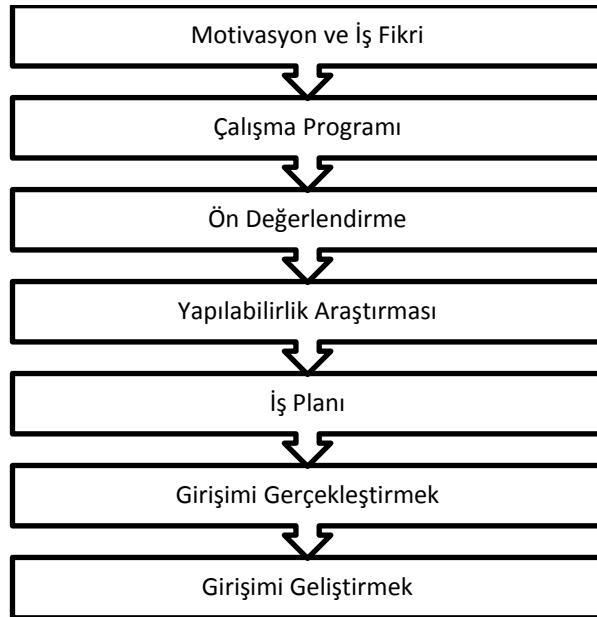 Motivasyon ve İş Fikri
Çalışma Programı
Ön Değerlendirme
Yapılabilirlik Araştırması
İş Planı
Girişimi Gerçekleştirmek
Girişimi Geliştirmek